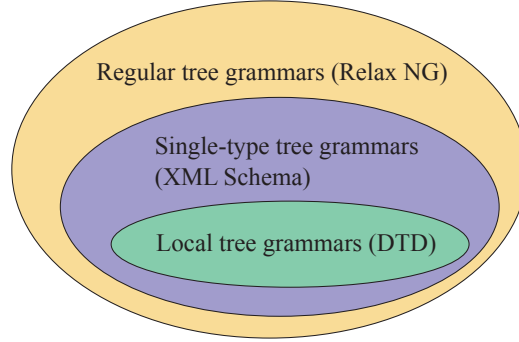 Regular tree grammars (Relax NG)
Single-type tree grammars
(XML Schema)
Local tree grammars (DTD)